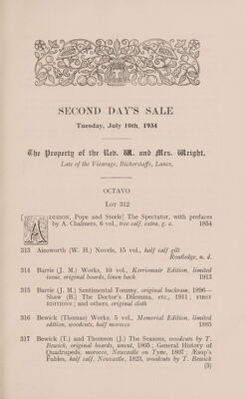 SECOND DAY'S SALE
Tuesday, July 10th, 1934
The Property of the Rev. W. and Mrs. Wright,
Late of the Vicarage, Bickerstaffe, Lancs.
OCTAVO
LOT 312
[ADDISON, Pope and Steele] The Spectator, with prefaces
by A. Chalmers, 6 vol., tree calf, extra, g. e. 1854
313 Ainsworth (W. H.) Novels, 15 vol., half calf gilt
Routledge, n. d.
314 Barrie (J. M.) Works, 10 vol., Kerriemuir Edition, limited
issue, original boards, linen back 1913
315 Barrie (J. M.) Sentimental Tommy, original buckram, 1896—
Shaw (B.) The Doctor's Dilemma, etc., 1911; FIRST
EDITIONS; and others, original cloth
316 Bewick (Thomas) Works, 5 vol., Memorial Edition, limited
edition, woodcuts, half morocco 1885
317 Bewick (T.) and Thomson (J.) The Seasons, woodcuts by T.
Bewick, original boards, uncut, 1805; General History of
Quadrupeds, morocco, Newcastle on Tyne, 1807; Æsop's
Fables, half calf, Newcastle, 1823, woodcuts by T. Bewick
(3)